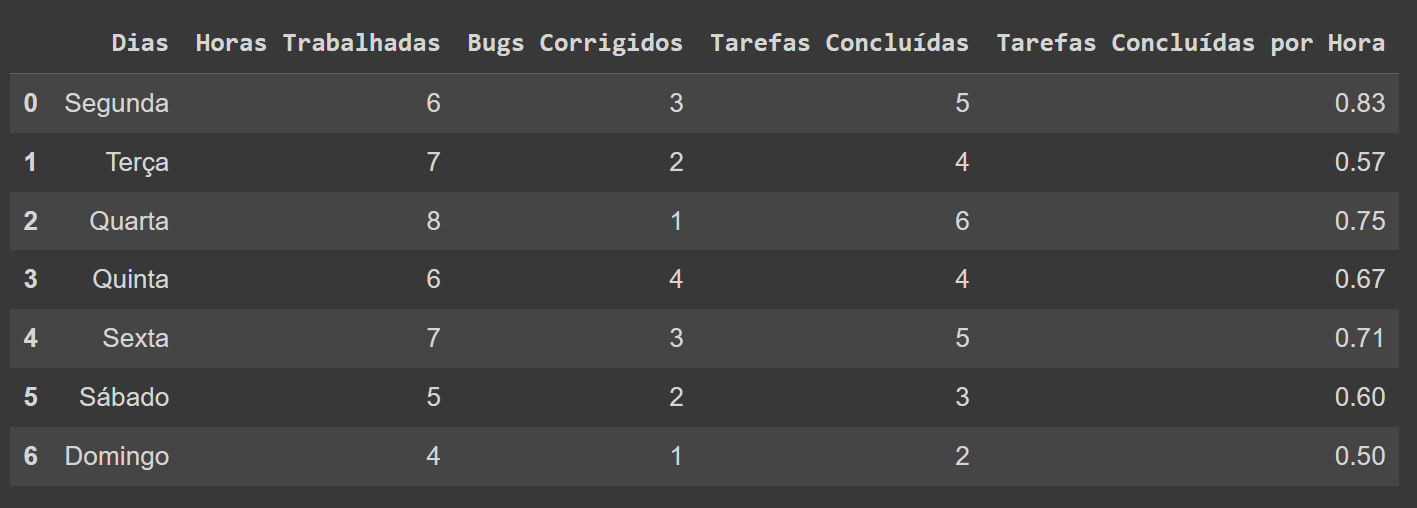 Dias Horas Trabalhadas Bugs Corrigidos Tarefas Concluídas Tarefas Concluídas por Hora
0 Segunda 6 3 5 0.83
1 Terça 7 2 4 0.57
2 Quarta 8 1 6 0.75
3 Quinta 6 4 4 0.67
4 Sexta 7 3 5 0.71
5 Sábado 5 2 3 0.60
6 Domingo 4 1 2 0.50